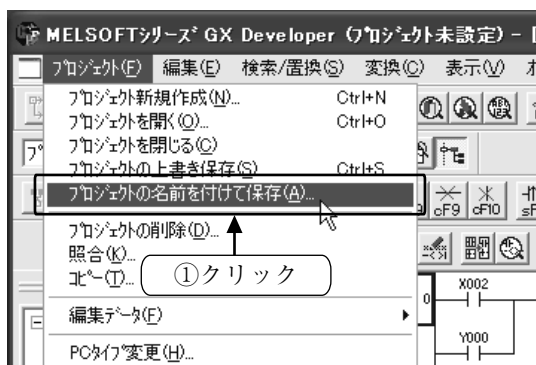 MELSOFTシリーズ GX Developer (プロジェクト未設定) - [
プロジェクト(F) 編集(E) 検索/置換(S) 変換(C) 表示(V)
プロジェクト新規作成(N)... Ctrl+N
プロジェクトを開く(O)... Ctrl+O
プロジェクトを閉じる(C)
プロジェクトの上書き保存(S) Ctrl+S
プロジェクトの名前を付けて保存(A)...
cF9 cF10
プロジェクトの削除(D)...
照合(K)...
コピー(T)...
①クリック
編集データ(F)
PCタイプ変更(H)...
0 X002
Y000